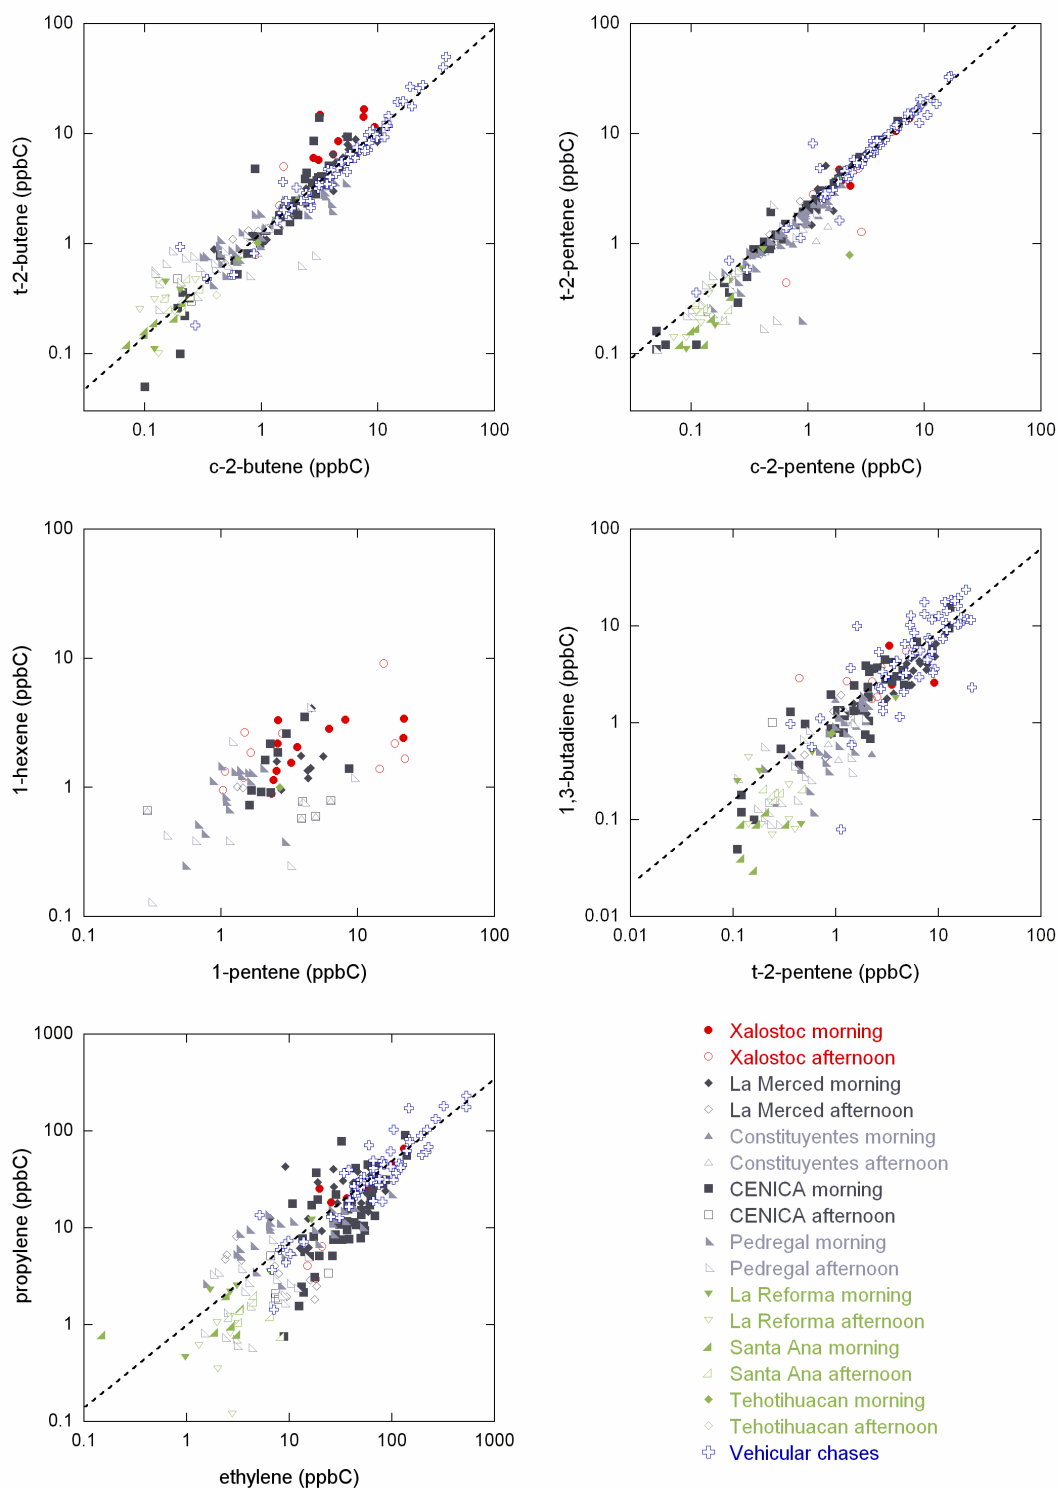 100
10
1
0.1
t-2-butene (ppbC)
0.1
1
10
100
c-2-butene (ppbC)
100
10
1
0.1
t-2-pentene (ppbC)
0.1
1
10
100
c-2-pentene (ppbC)
100
10
1
0.1
1-hexene (ppbC)
0.1
1
10
100
1-pentene (ppbC)
100
10
1
0.1
0.01
1,3-butadiene (ppbC)
0.01
0.1
1
10
100
t-2-pentene (ppbC)
1000
100
10
1
0.1
propylene (ppbC)
0.1
1
10
100
1000
ethylene (ppbC)
Xalostoc morning
Xalostoc afternoon
La Merced morning
La Merced afternoon
Constituyentes morning
Constituyentes afternoon
CENICA morning
CENICA afternoon
Pedregal morning
Pedregal afternoon
La Reforma morning
La Reforma afternoon
Santa Ana morning
Santa Ana afternoon
Tehotihuacan morning
Tehotihuacan afternoon
Vehicular chases